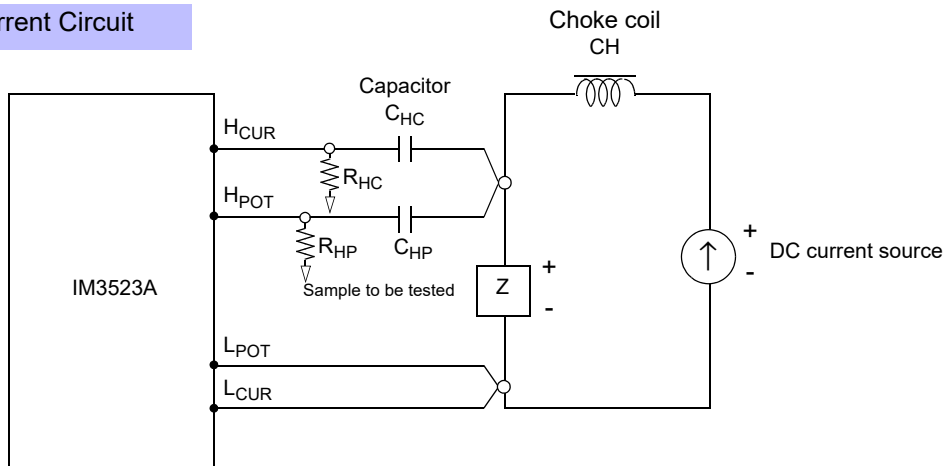 Circuit
Choke coil
CH
Capacitor
CHC
HCUR
RHC
HPOT
RHP
CHP
Sample to be tested
IM3523A
Z
+
-
+
-
DC current source
LPOT
LCUR